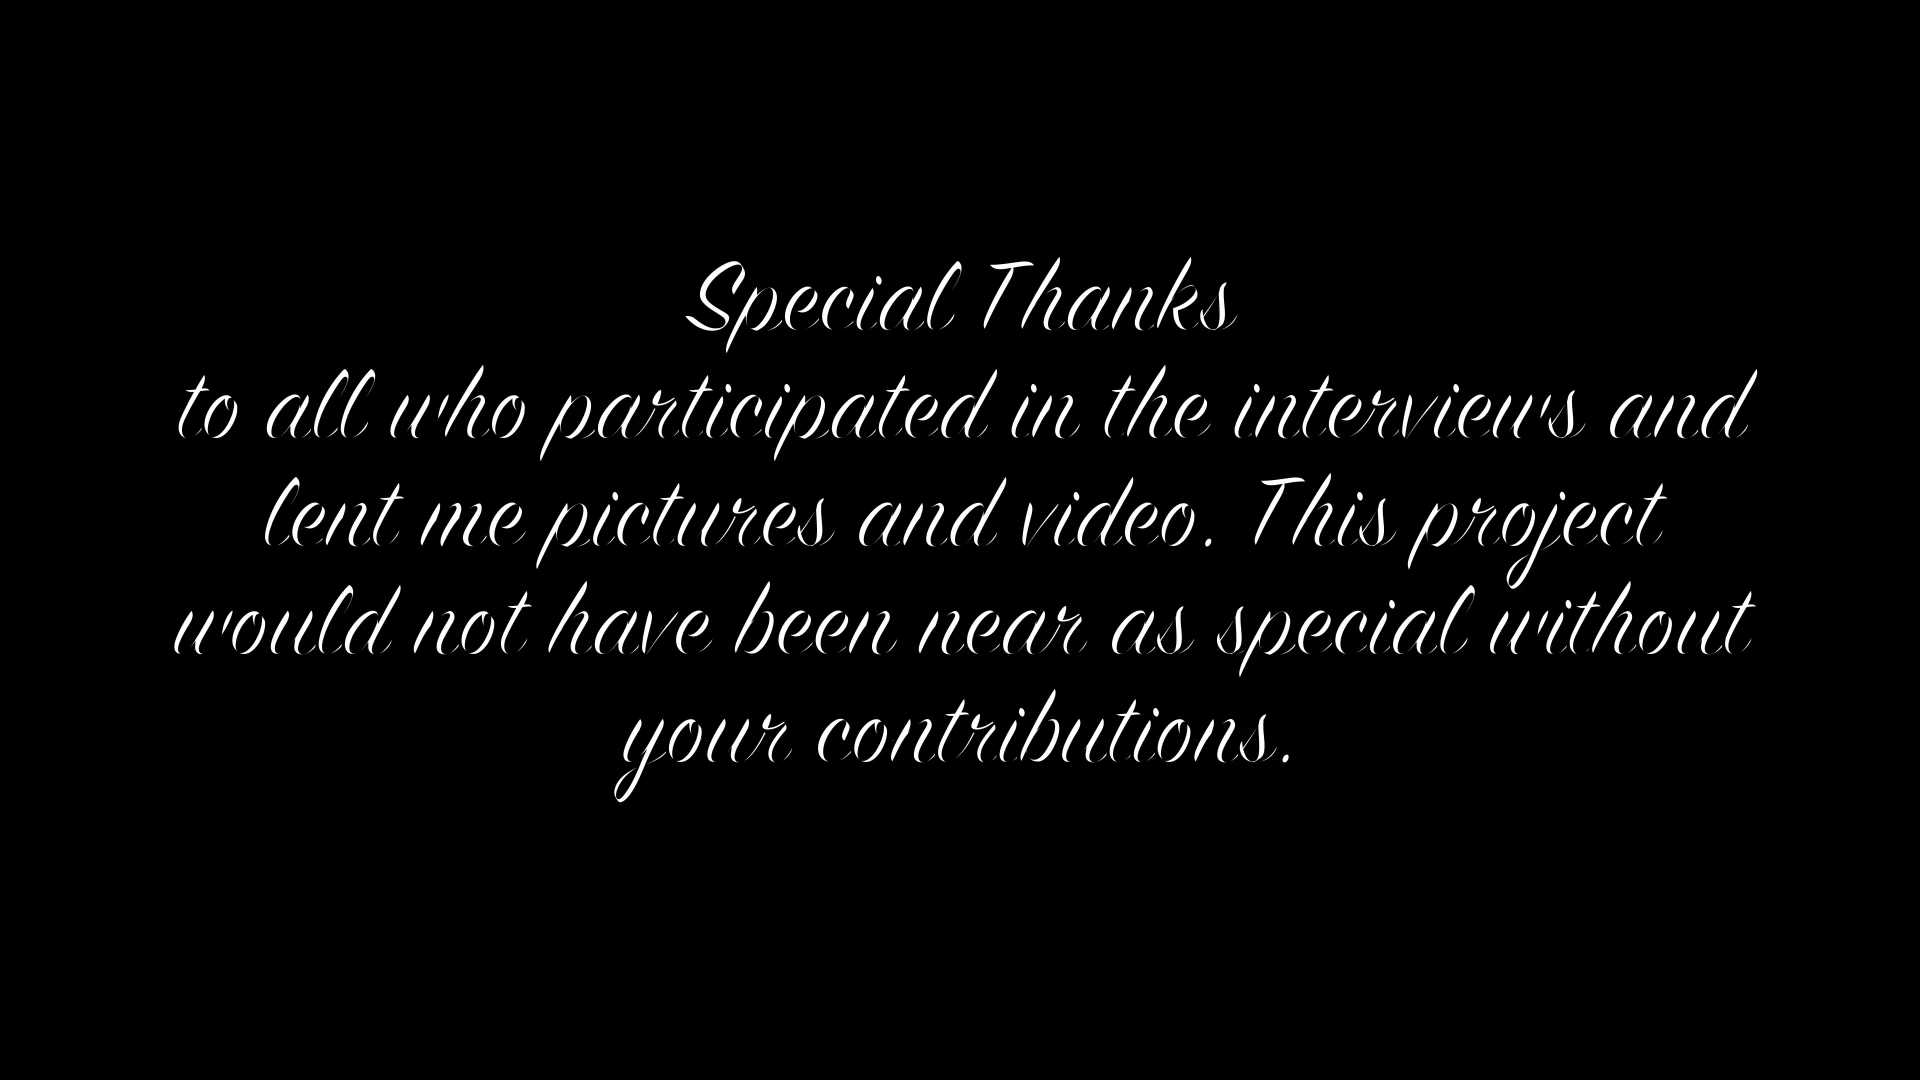 Special Thanks
to all who participated in the interviews and
lent me pictures and video. This project
would not have been near as special without
your contributions.